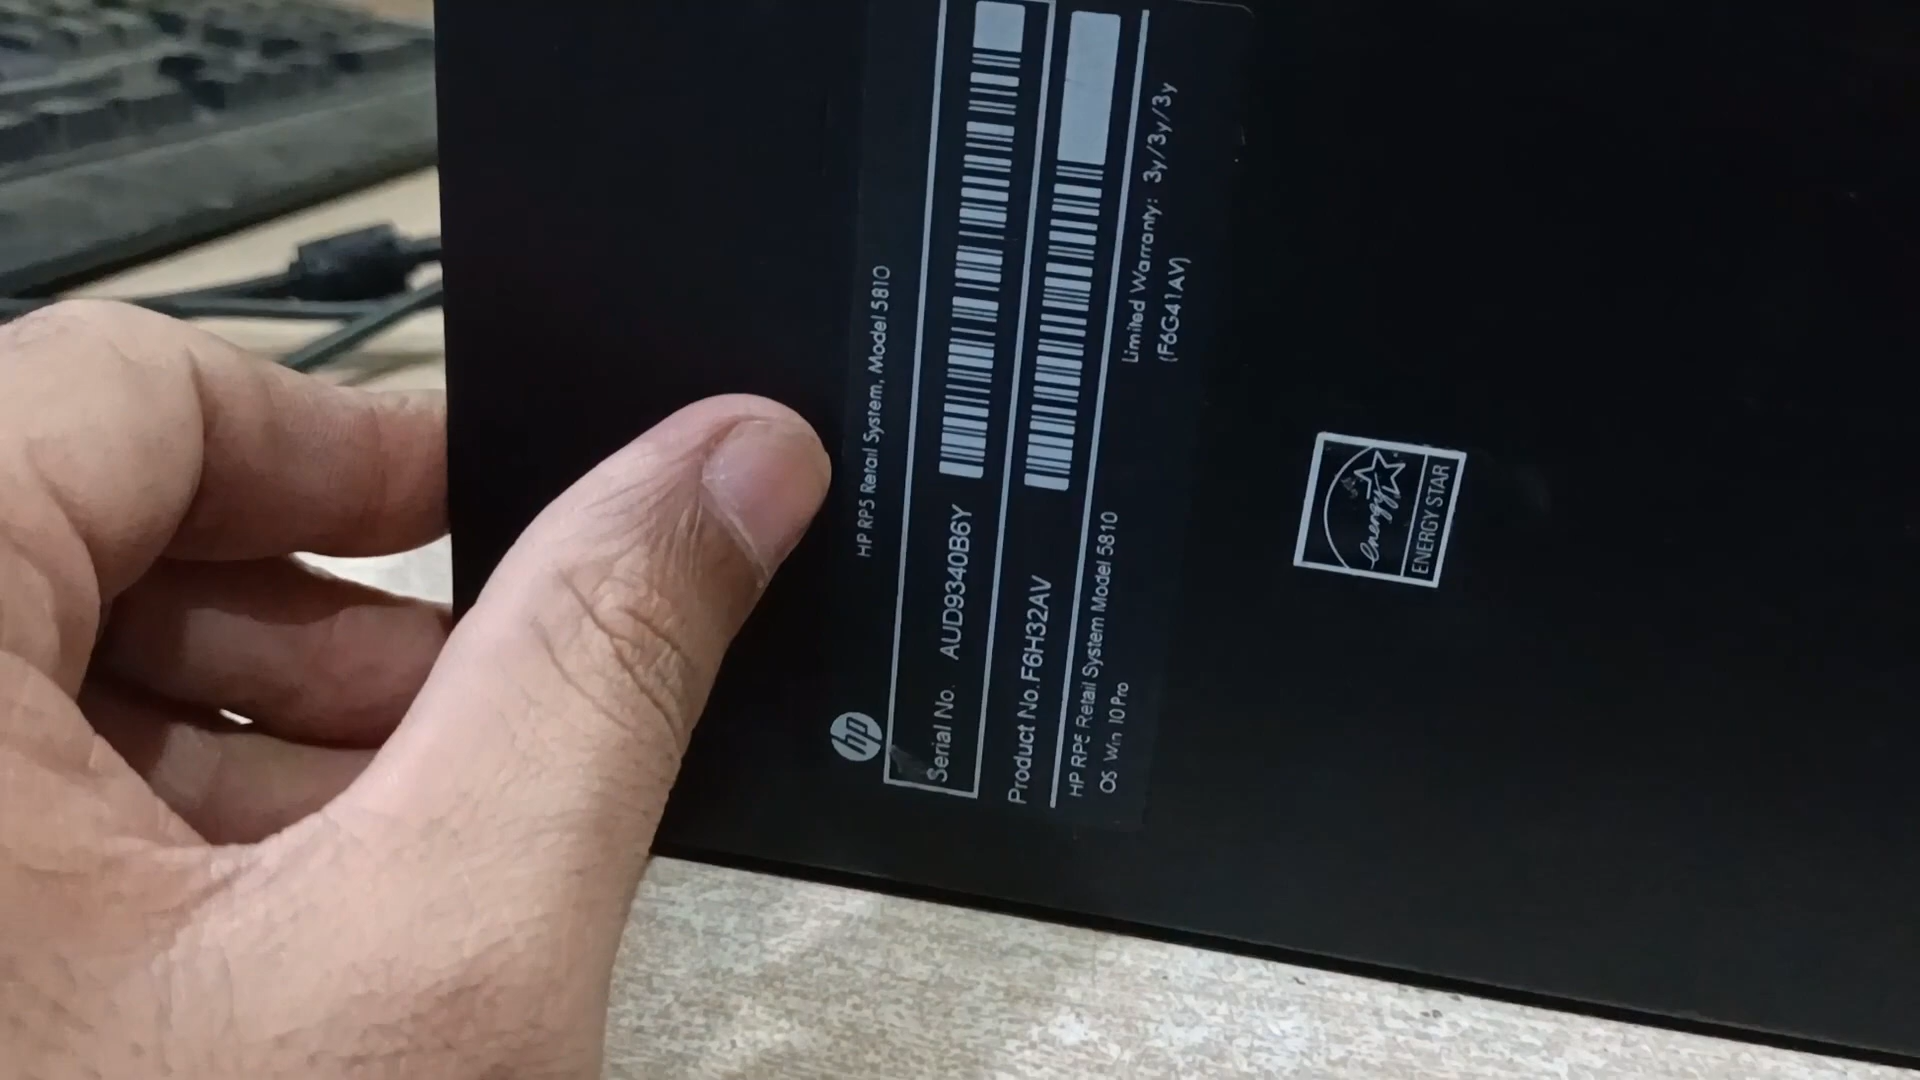 HP RP5 Retail System, Model 5810
hp
Serial No. AUD9340B6Y
Product No. F6H32AV
HP RP5 Retail System Model 5810
OS Win 10 Pro
Limited Warranty: 3y/3y/3y
(F6G41AV)
energy
ENERGY STAR